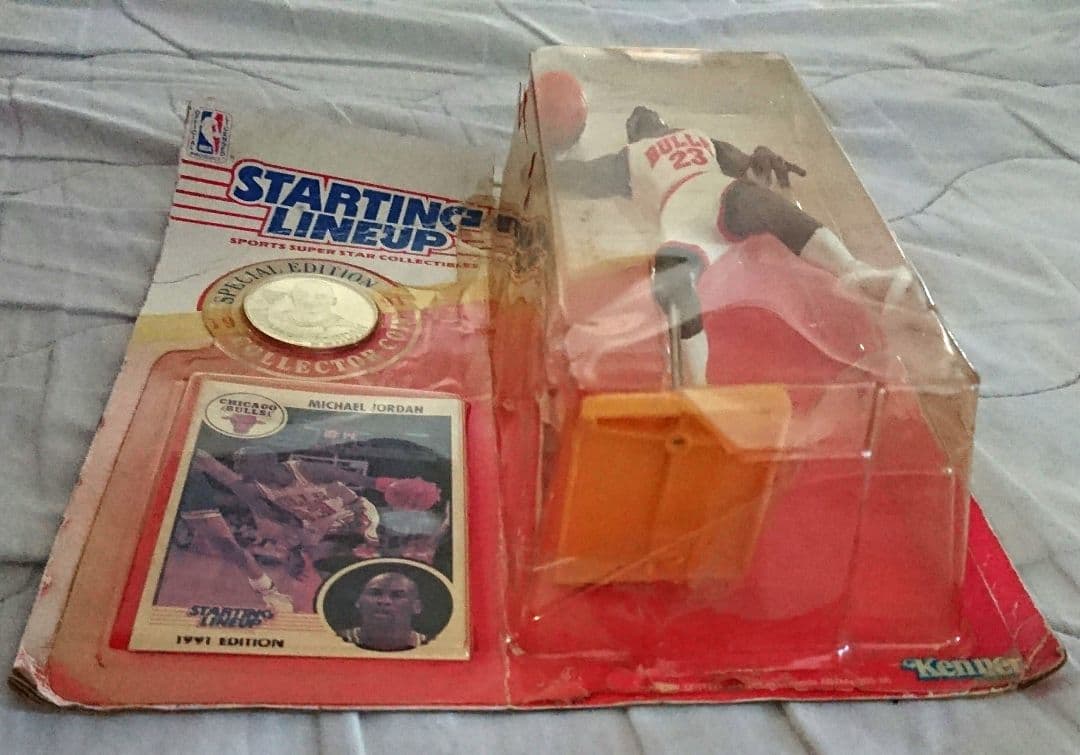 STARTING
LINEUP
SPORTS SUPER STAR COLLECTIBLES
SPECIAL EDITION
COLLECTOR COIN
CHICAGO
BULLS
MICHAEL JORDAN
STARTING
LINEUP
1991 EDITION
BULLS
23
Kenner